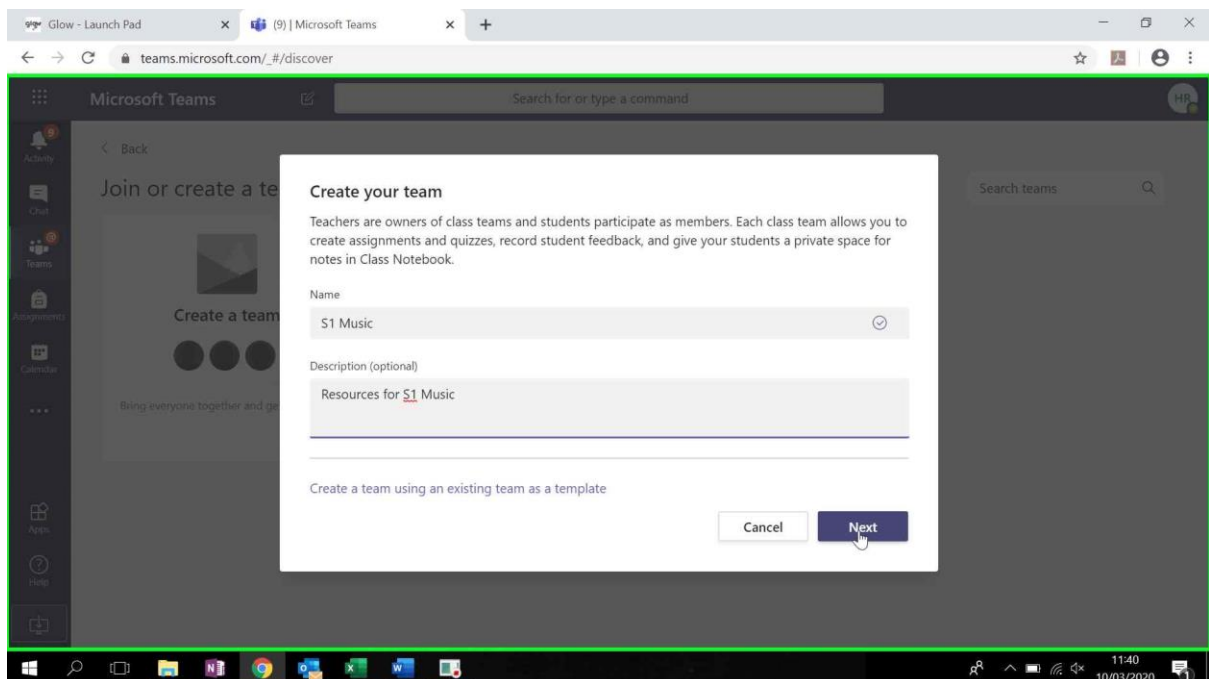 glow Glow - Launch Pad
(9) | Microsoft Teams
teams.microsoft.com/_#/discover
Microsoft Teams
Search for or type a command
HR
9
Activity
Back
Chat
Join or create a te
Search teams
Teams
Create your team
Teachers are owners of class teams and students participate as members. Each class team allows you to
create assignments and quizzes, record student feedback, and give your students a private space for
notes in Class Notebook.
Assignments
Create a team
Name
S1 Music
Calendar
Description (optional)
Resources for S1 Music
Bring everyone together and ge
Create a team using an existing team as a template
Apps
Cancel
Next
Help
11:40
10/03/2020
1